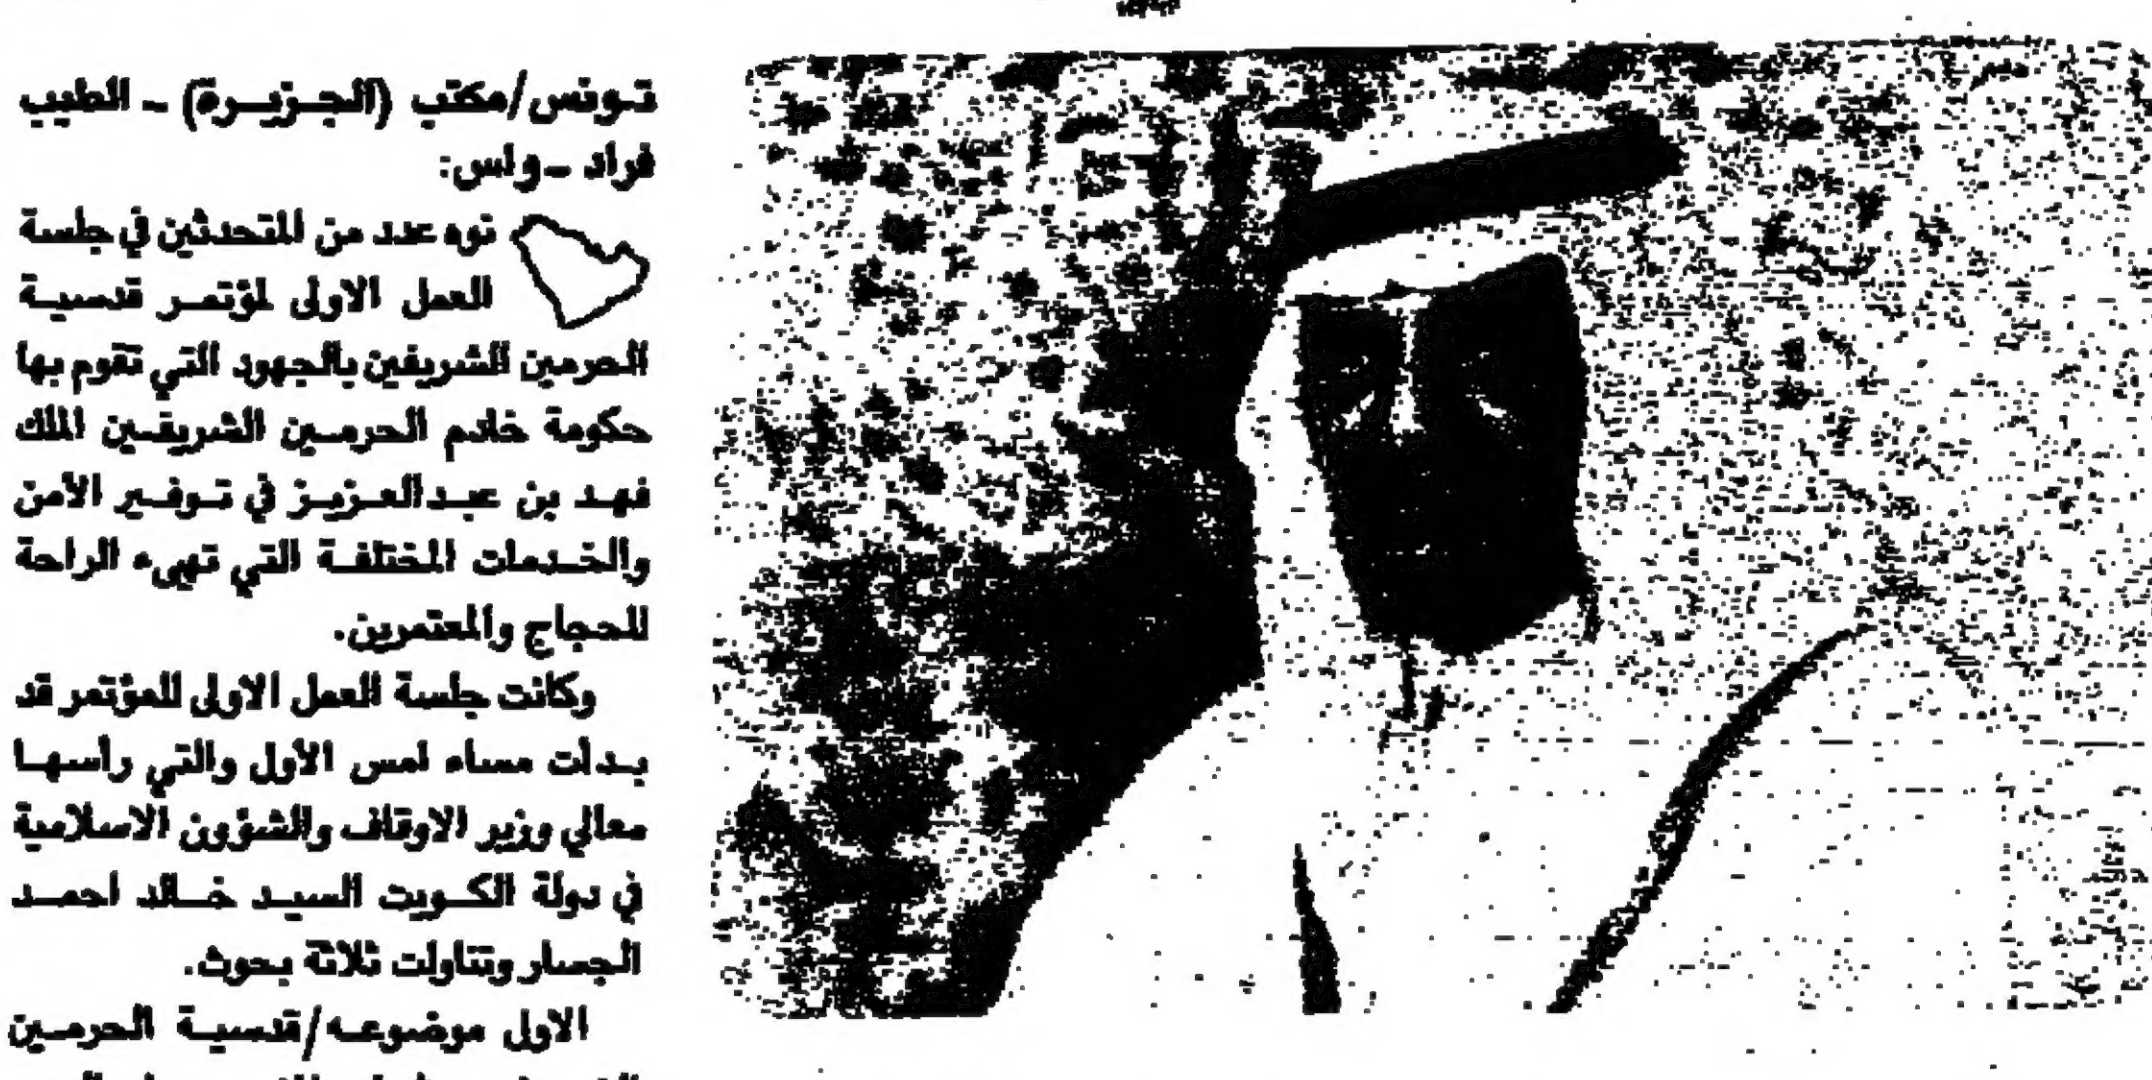 تونس/مكتب (الجزيرة) - الطيب
فراد - واس:
نوه عدد من المتحدثين في جلسة
العمل الاولى لمؤتمر قدسية
الحرمين الشريفين بالجهود التي تقوم بها
حكومة خادم الحرمين الشريفين الملك
فهد بن عبدالعزيز في توفير الأمن
والخدمات المختلفة التي تهيىء الراحة
للحجاج والمعتمرين.
وكانت جلسة العمل الاولى للمؤتمر قد
بدأت مساء امس الأول والتي رأسها
معالي وزير الاوقاف والشؤون الاسلامية
في دولة الكويت السيد خالد احمد
الجسار وتناولت ثلاثة بحوث.
الاول موضوعه/قدسية الحرمين